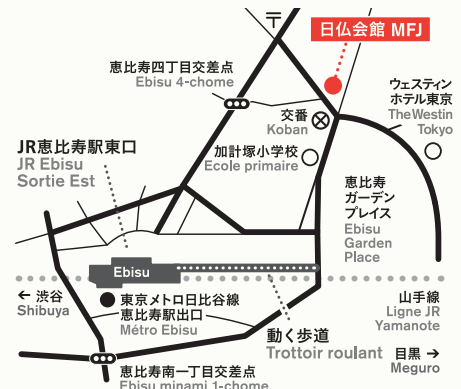 日仏会館 MFJ
恵比寿四丁目交差点
Ebisu 4-chome
ウェスティン
ホテル東京
The Westin
Tokyo
交番
Koban
加計塚小学校
Ecole primaire
JR恵比寿駅東口
JR Ebisu
Sortie Est
恵比寿
ガーデン
プレイス
Ebisu
Garden
Place
Ebisu
← 渋谷
Shibuya
東京メトロ日比谷線
恵比寿駅出口
Métro Ebisu
動く歩道
Trottoir roulant
山手線
Ligne JR
Yamanote
目黒 →
Meguro
恵比寿南一丁目交差点
Ebisu minami 1-chome